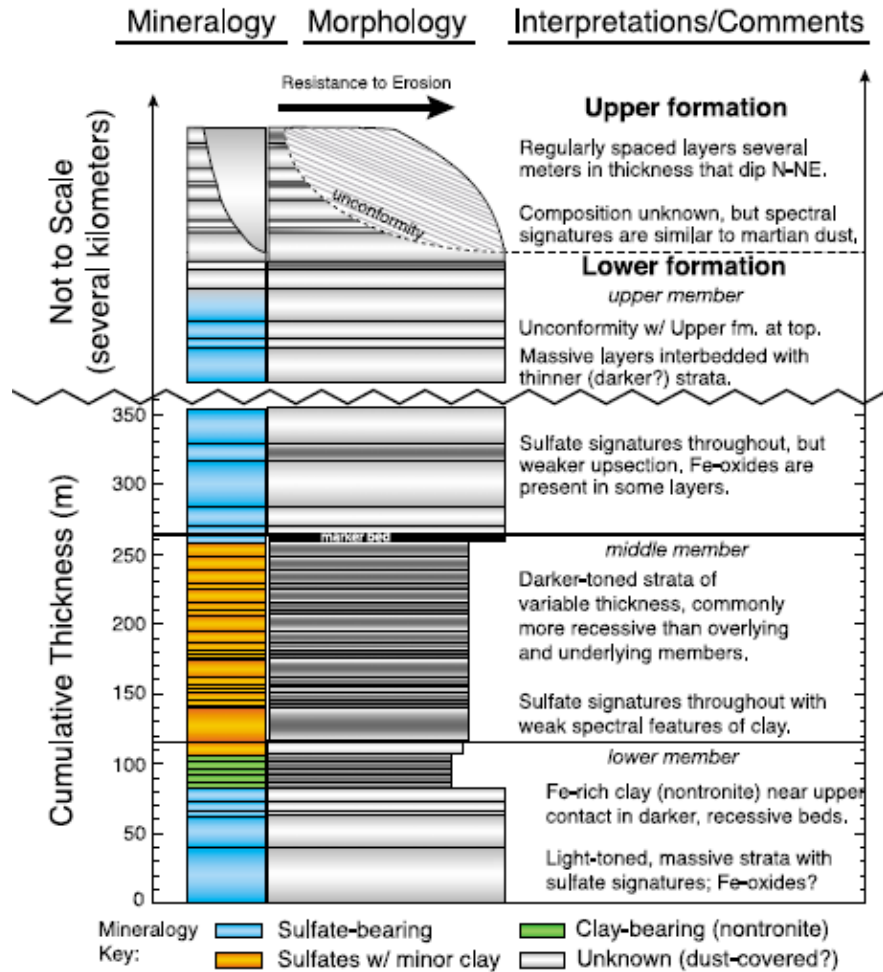 Mineralogy Morphology Interpretations/Comments
Resistance to Erosion
Not to Scale
(several kilometers)
unconformity
Upper formation
Regularly spaced layers several
meters in thickness that dip N-NE.
Composition unknown, but spectral
signatures are similar to martian dust.
Lower formation
upper member
Unconformity w/ Upper fm. at top.
Massive layers interbedded with
thinner (darker?) strata.
Cumulative Thickness (m)
350
300
250
200
150
100
50
0
Sulfate signatures throughout, but
weaker upsection. Fe-oxides are
present in some layers.
marker bed
middle member
Darker-toned strata of
variable thickness, commonly
more recessive than overlying
and underlying members.
Sulfate signatures throughout with
weak spectral features of clay.
lower member
Fe-rich clay (nontronite) near upper
contact in darker, recessive beds.
Light-toned, massive strata with
sulfate signatures; Fe-oxides?
Mineralogy
Key:
Sulfate-bearing
Sulfates w/ minor clay
Clay-bearing (nontronite)
Unknown (dust-covered?)